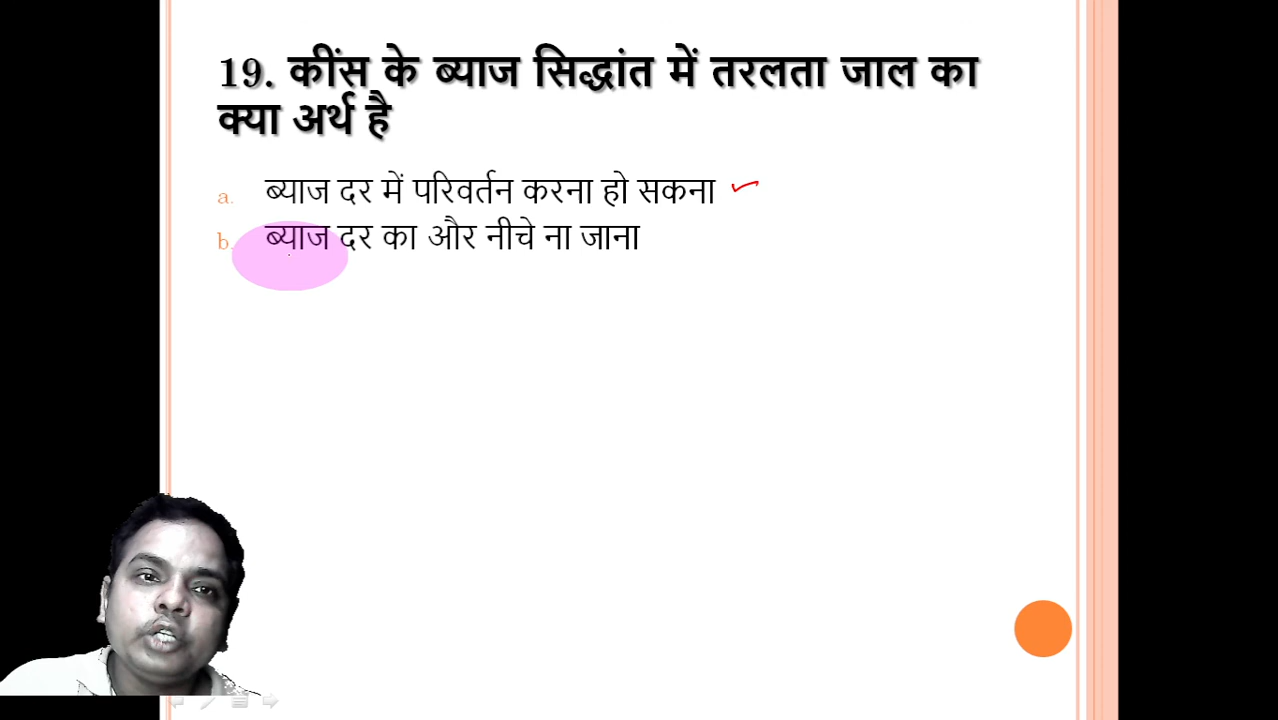 19. कींस के ब्याज सिद्धांत में तरलता जाल का
क्या अर्थ है
a. ब्याज दर में परिवर्तन करना हो सकना
b. ब्याज दर का और नीचे ना जाना